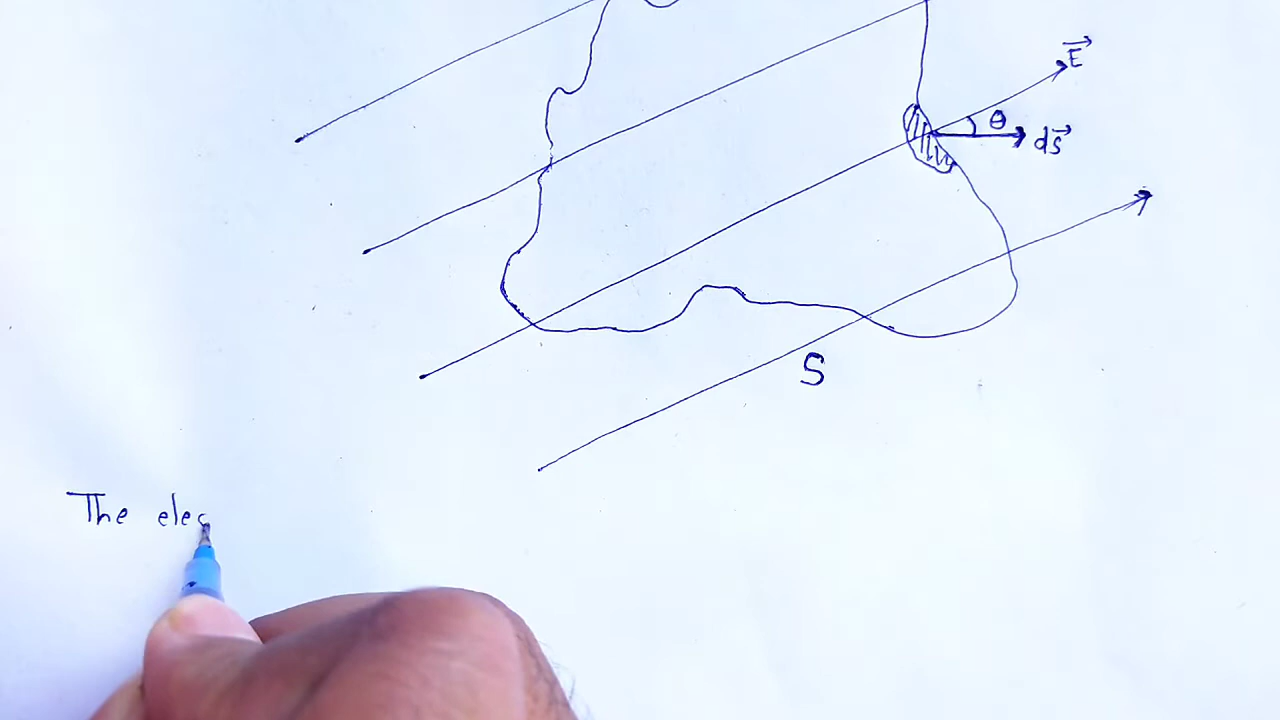 E⃗
θ
dS⃗
S
The elec